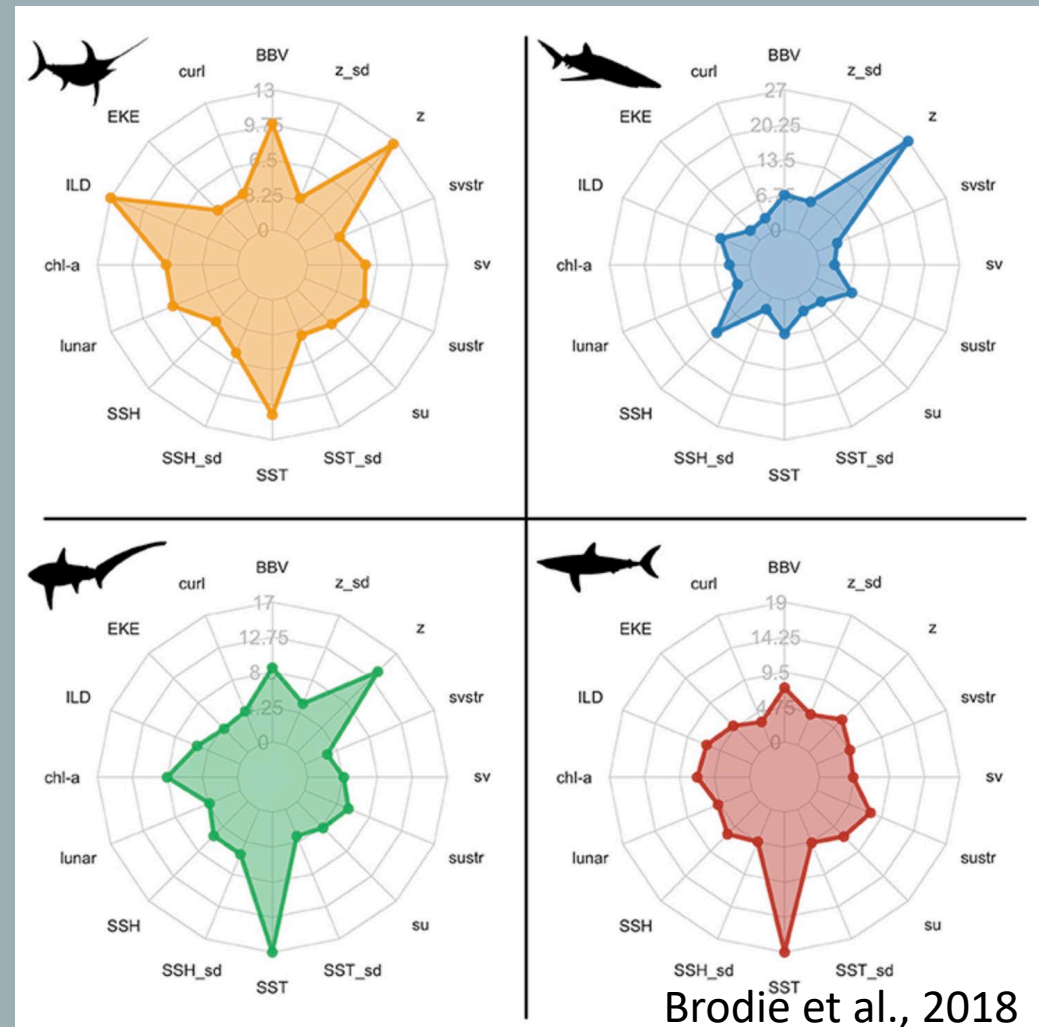 BBV
z_sd
z
svstr
sv
sustr
su
SST_sd
SST
SSH_sd
SSH
lunar
chl-a
ILD
EKE
curl
13
9.75
6.5
3.25
0
BBV
z_sd
z
svstr
sv
sustr
su
SST_sd
SST
SSH_sd
SSH
lunar
chl-a
ILD
EKE
curl
27
20.25
13.5
6.75
0
BBV
z_sd
z
svstr
sv
sustr
su
SST_sd
SST
SSH_sd
SSH
lunar
chl-a
ILD
EKE
curl
17
12.75
0
BBV
z_sd
z
svstr
sv
sustr
su
SST_sd
SST
SSH_sd
SSH
lunar
chl-a
ILD
EKE
curl
19
14.25
9.5
4.75
0
Brodie et al., 2018